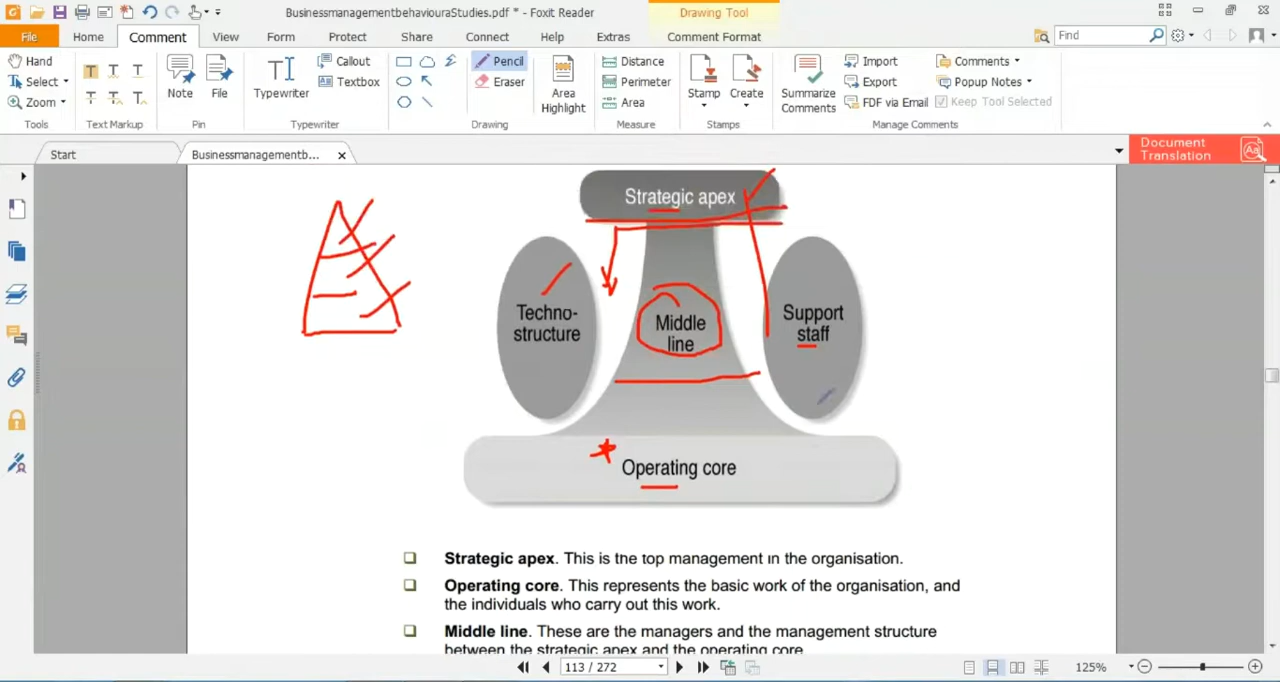 BusinessmanagementbehaviouraStudies.pdf * - Foxit Reader
Drawing Tool
File Home Comment View Form Protect Share Connect Help Extras Comment Format
Find
Hand
Select
Zoom
Tools
Text Markup
Note
File
Pin
Typewriter
Callout
Textbox
Typewriter
Pencil
Eraser
Drawing
Area
Highlight
Distance
Perimeter
Area
Measure
Stamp
Create
Stamps
Summarize
Comments
Import
Export
FDF via Email
Comments
Popup Notes
Keep Tool Selected
Manage Comments
Start
Businessmanagementb...
Document
Translation
Strategic apex
Techno-
structure
Middle
line
Support
staff
Operating core
Strategic apex. This is the top management in the organisation.
Operating core. This represents the basic work of the organisation, and
the individuals who carry out this work.
Middle line. These are the managers and the management structure
between the strategic apex and the operating core
113 / 272
125%